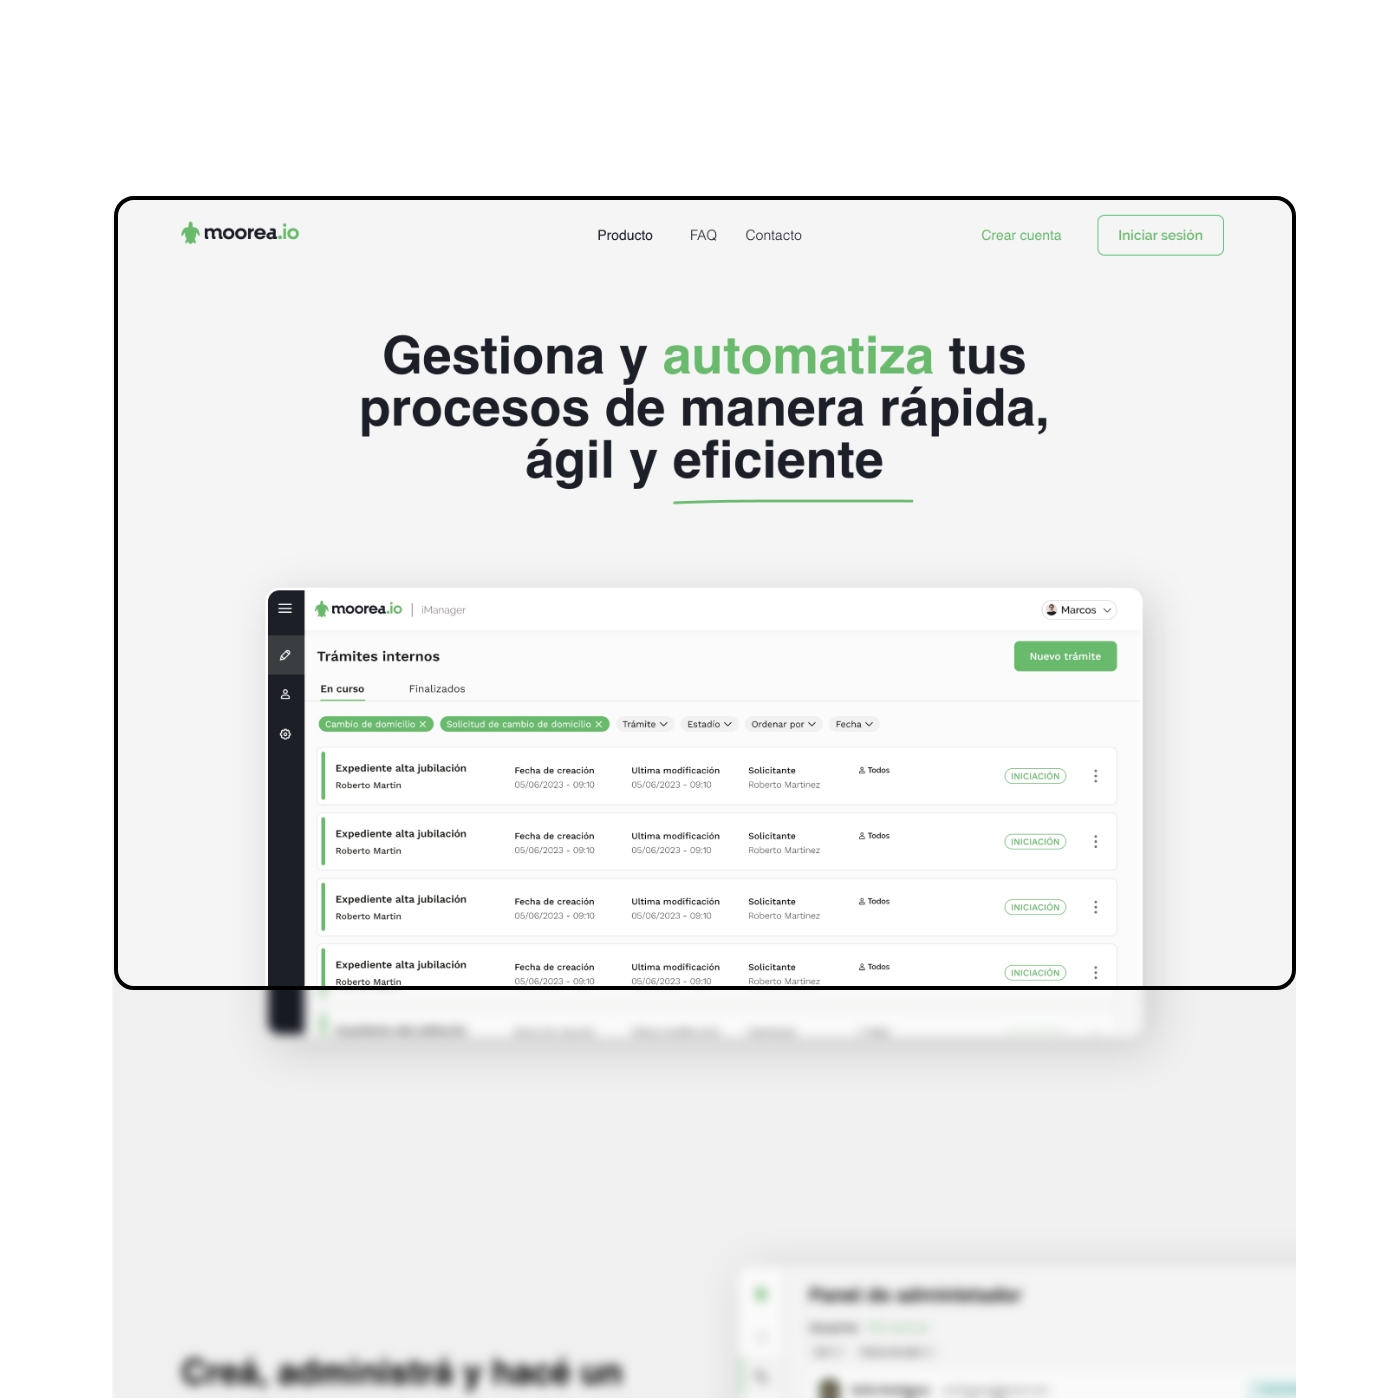 moorea.io
Producto FAQ Contacto
Crear cuenta Iniciar sesión
Gestiona y automatiza tus
procesos de manera rápida,
ágil y eficiente
moorea.io | iManager
Marcos
Trámites internos
Nuevo trámite
En curso Finalizados
Cambio de domicilio Solicitud de cambio de domicilio Trámite Estadío Ordenar por Fecha
Expediente alta jubilación Fecha de creación Ultima modificación Solicitante Todos INICIACIÓN
Roberto Martin 05/06/2023 - 09:10 05/06/2023 - 09:10 Roberto Martinez
Expediente alta jubilación Fecha de creación Ultima modificación Solicitante Todos INICIACIÓN
Roberto Martin 05/06/2023 - 09:10 05/06/2023 - 09:10 Roberto Martinez
Expediente alta jubilación Fecha de creación Ultima modificación Solicitante Todos INICIACIÓN
Roberto Martin 05/06/2023 - 09:10 05/06/2023 - 09:10 Roberto Martinez
Expediente alta jubilación Fecha de creación Ultima modificación Solicitante Todos INICIACIÓN
Roberto Martin 05/06/2023 - 09:10 05/06/2023 - 09:10 Roberto Martinez
Panel de
Creá, administrá y hacé un